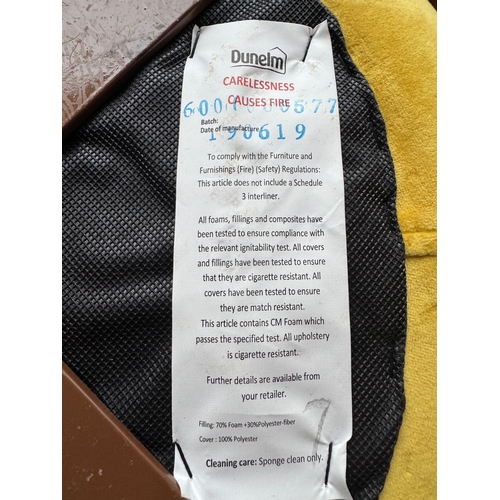 Dunelm
CARELESSNESS
CAUSES FIRE
Batch:
Date of manufacture
190619
To comply with the Furniture and
Furnishings (Fire) (Safety) Regulations:
This article does not include a Schedule
3 interliner.
All foams, fillings and composites have
been tested to ensure compliance with
the relevant ignitability test. All covers
and fillings have been tested to ensure
that they are cigarette resistant. All
covers have been tested to ensure
they are match resistant.
This article contains CM Foam which
passes the specified test. All upholstery
is cigarette resistant.
Further details are available from
your retailer.
Filling: 70% Foam +30%Polyester-fiber
Cover : 100% Polyester
Cleaning care: Sponge clean only.